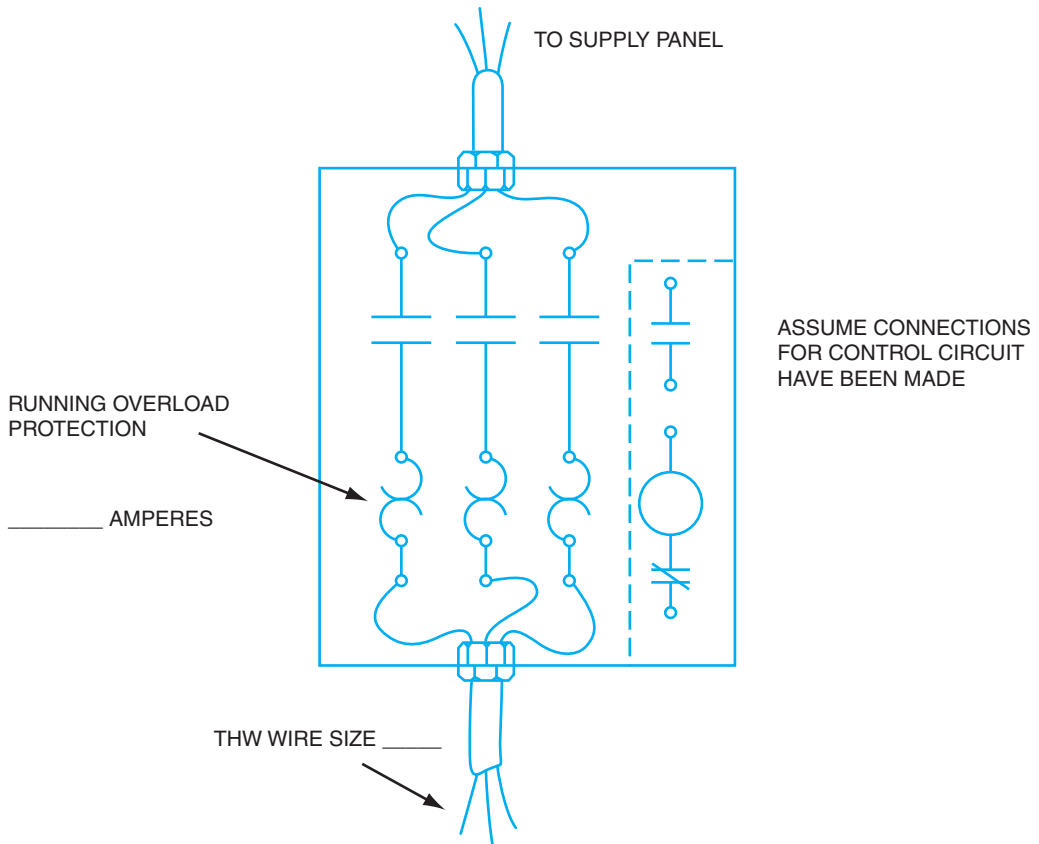 TO SUPPLY PANEL
ASSUME CONNECTIONS
FOR CONTROL CIRCUIT
HAVE BEEN MADE
RUNNING OVERLOAD
PROTECTION
________ AMPERES
THW WIRE SIZE _____